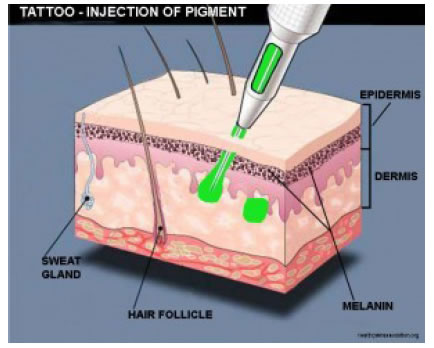 TATTOO - INJECTION OF PIGMENT
EPIDERMIS
DERMIS
SWEAT
GLAND
MELANIN
HAIR FOLLICLE